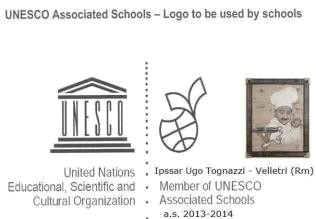 UNESCO Associated Schools – Logo to be used by schools
UNESCO
United Nations
Educational, Scientific and
Cultural Organization
Ipssar Ugo Tognazzi - Velletri (Rm)
Member of UNESCO
Associated Schools
a.s. 2013-2014